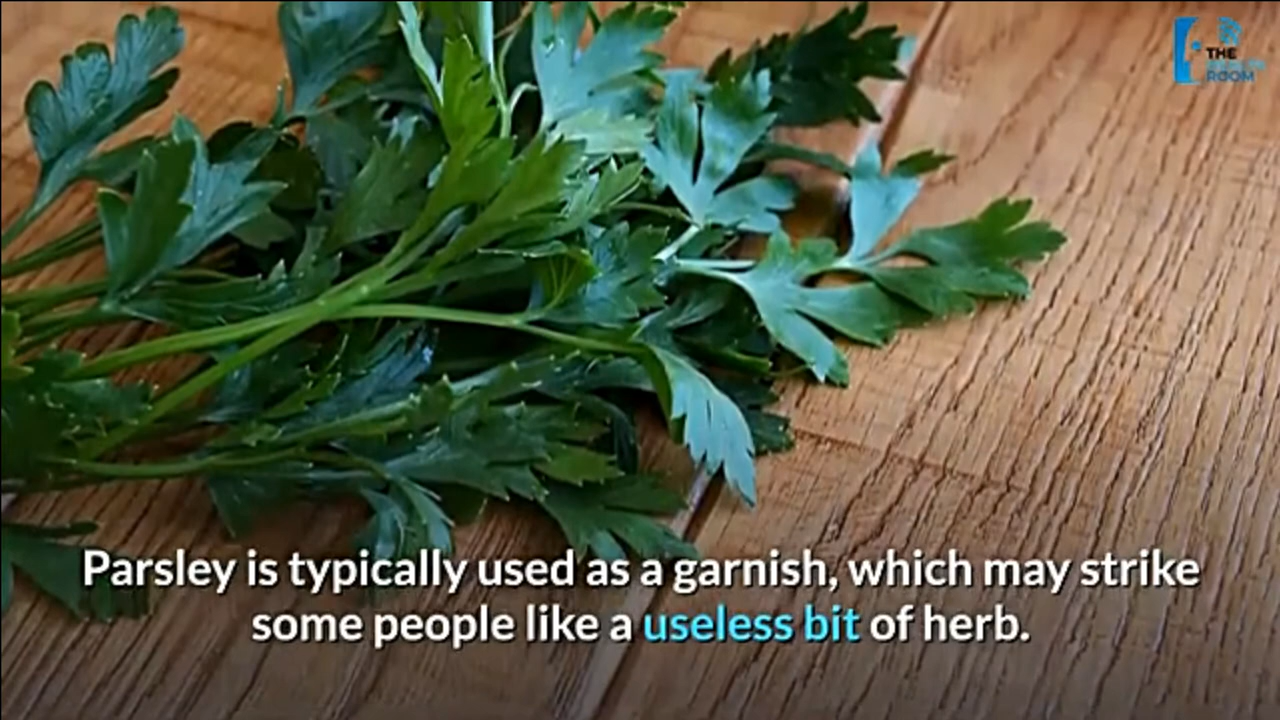 THE
ROOM
Parsley is typically used as a garnish, which may strike
some people like a useless bit of herb.